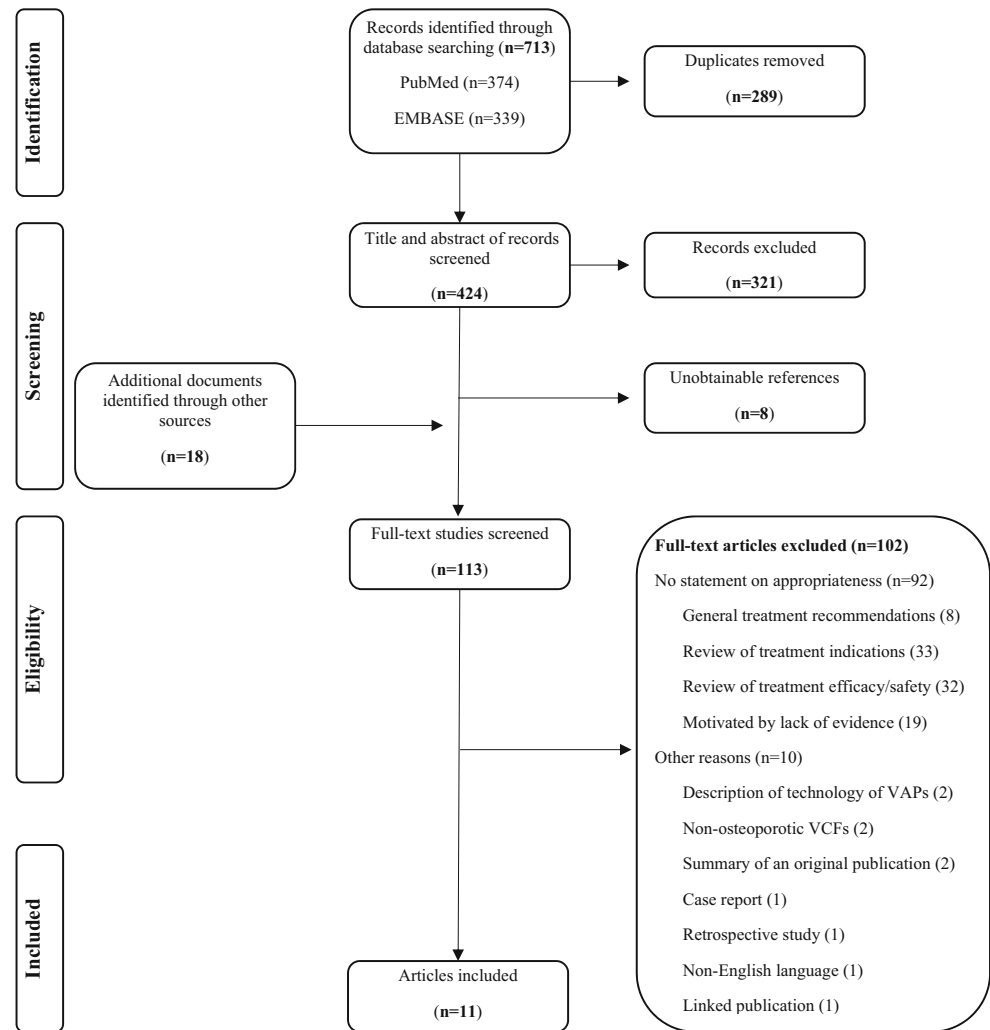 Identification
Records identified through
database searching (n=713)
PubMed (n=374)
EMBASE (n=339)
Duplicates removed
(n=289)
Screening
Title and abstract of records
screened
(n=424)
Records excluded
(n=321)
Additional documents
identified through other
sources
(n=18)
Unobtainable references
(n=8)
Eligibility
Full-text studies screened
(n=113)
Full-text articles excluded (n=102)
No statement on appropriateness (n=92)
General treatment recommendations (8)
Review of treatment indications (33)
Review of treatment efficacy/safety (32)
Motivated by lack of evidence (19)
Other reasons (n=10)
Description of technology of VAPs (2)
Non-osteoporotic VCFs (2)
Summary of an original publication (2)
Case report (1)
Retrospective study (1)
Non-English language (1)
Linked publication (1)
Included
Articles included
(n=11)